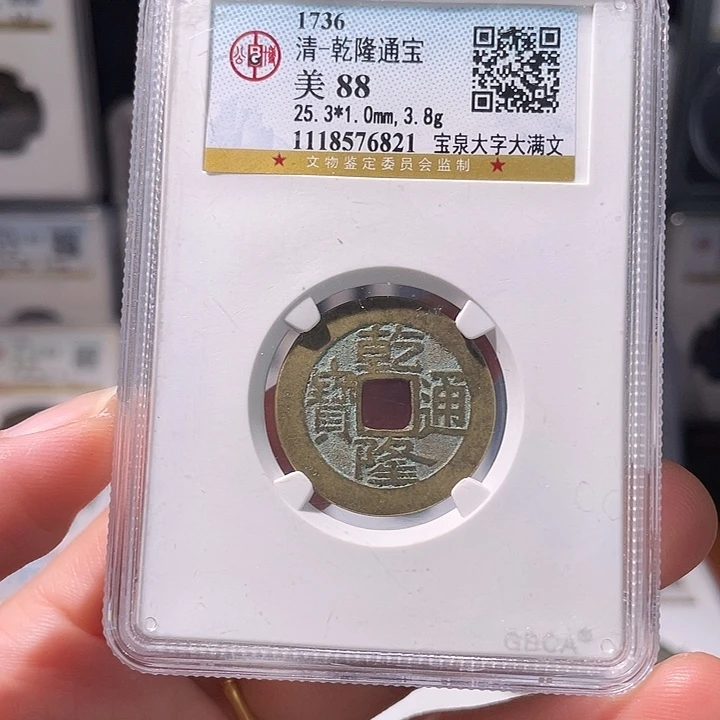 1736
清-乾隆通宝
美 88
25.3*1.0mm,3.8g
1118576821 宝泉大字大满文
★ 文物鉴定委员会监制 ★
乾隆通寶
GBCA®